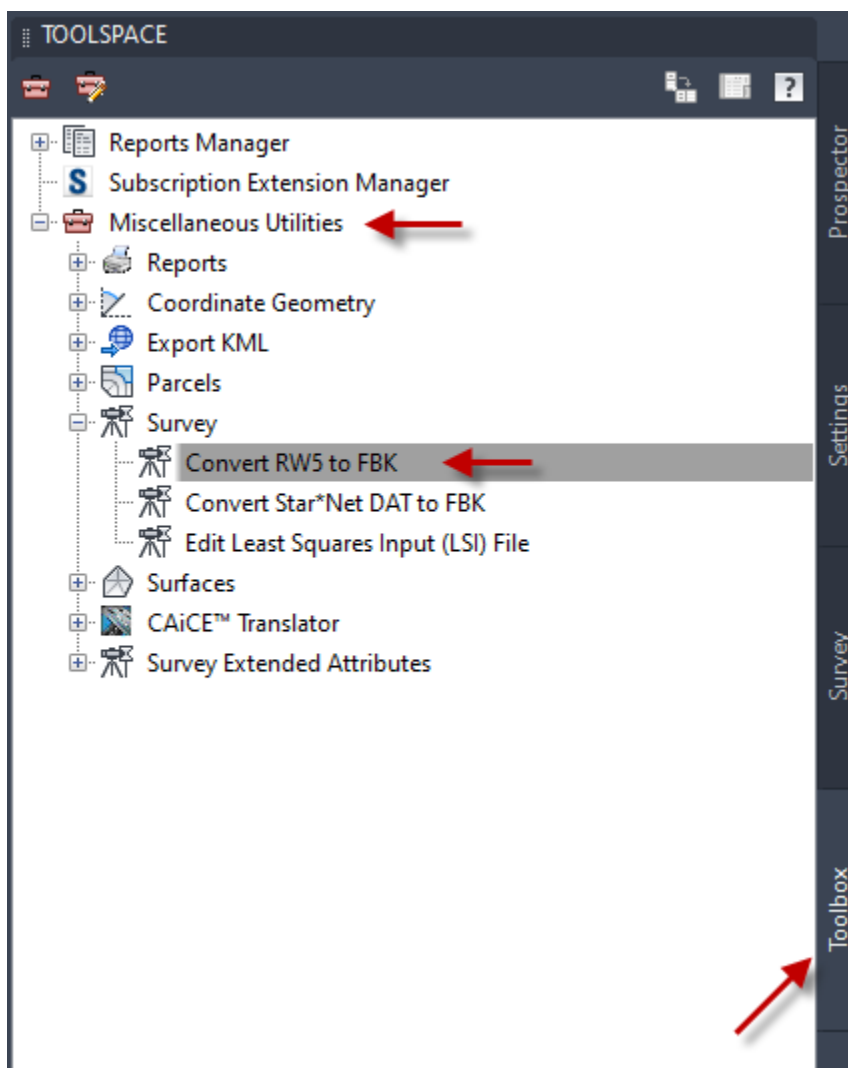 TOOLSPACE
?
Reports Manager
S Subscription Extension Manager
Miscellaneous Utilities
Reports
Coordinate Geometry
Export KML
Parcels
Survey
Convert RW5 to FBK
Convert Star*Net DAT to FBK
Edit Least Squares Input (LSI) File
Surfaces
CAiCE™ Translator
Survey Extended Attributes
Prospector
Settings
Survey
Toolbox